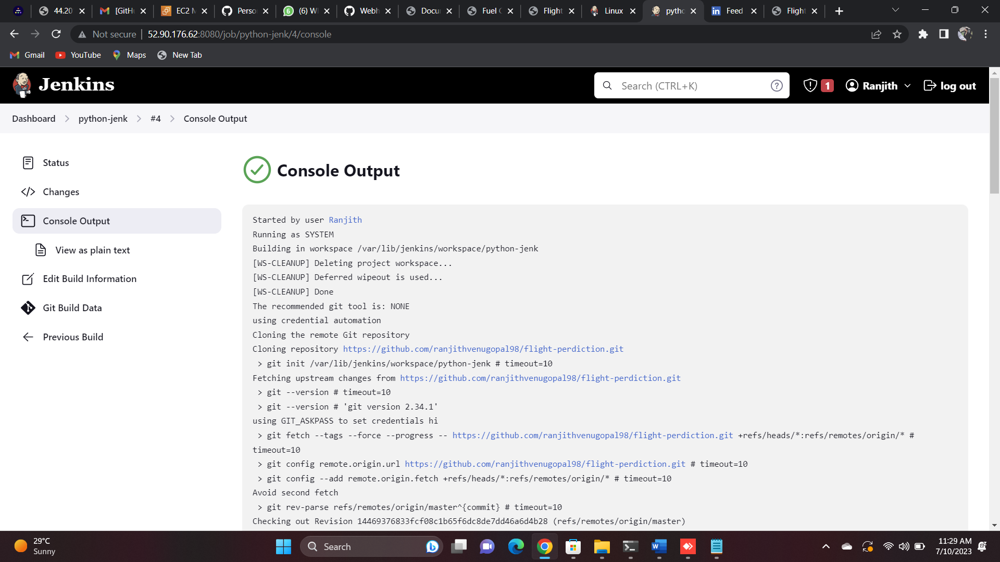 44.20
[GitH
EC2 M
Perso
(6) W
Webh
Docu
Fuel
Flight
Linux
pytho
Feed
Flight
Not secure
52.90.176.62:8080/job/python-jenk/4/console
Gmail
YouTube
Maps
New Tab
Jenkins
Search (CTRL+K)
1
Ranjith
log out
Dashboard
python-jenk
#4
Console Output
Status
Changes
Console Output
View as plain text
Edit Build Information
Git Build Data
Previous Build
Console Output
Started by user Ranjith
Running as SYSTEM
Building in workspace /var/lib/jenkins/workspace/python-jenk
[WS-CLEANUP] Deleting project workspace...
[WS-CLEANUP] Deferred wipeout is used...
[WS-CLEANUP] Done
The recommended git tool is: NONE
using credential automation
Cloning the remote Git repository
Cloning repository https://github.com/ranjithvenugopal98/flight-perdiction.git
> git init /var/lib/jenkins/workspace/python-jenk # timeout=10
Fetching upstream changes from https://github.com/ranjithvenugopal98/flight-perdiction.git
> git --version # timeout=10
> git --version # 'git version 2.34.1'
using GIT_ASKPASS to set credentials hi
> git fetch --tags --force --progress -- https://github.com/ranjithvenugopal98/flight-perdiction.git +refs/heads/*:refs/remotes/origin/* #
timeout=10
> git config remote.origin.url https://github.com/ranjithvenugopal98/flight-perdiction.git # timeout=10
> git config --add remote.origin.fetch +refs/heads/*:refs/remotes/origin/* # timeout=10
Avoid second fetch
> git rev-parse refs/remotes/origin/master^{commit} # timeout=10
Checking out Revision 14469376833fcf08c1b65f6dc8de7dd46a6d4b28 (refs/remotes/origin/master)
29°C
Sunny
Search
11:29 AM
7/10/2023